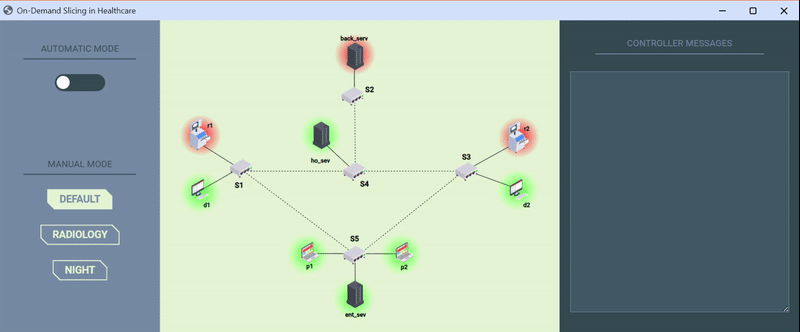 On-Demand Slicing in Healthcare
AUTOMATIC MODE
CONTROLLER MESSAGES
back_serv
S2
r1
r2
ho_sev
S3
S1
S4
MANUAL MODE
DEFAULT
d1
d2
RADIOLOGY
S5
NIGHT
p1
p2
ent_sev